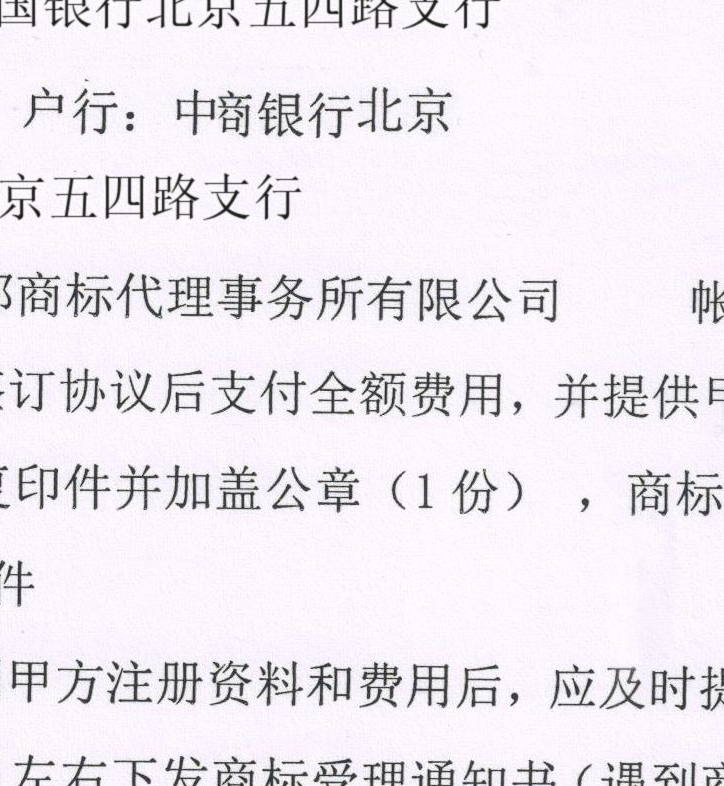 国银行北京五四路支行
户行：中商银行北京
京五四路支行
商标代理事务所有限公司 帐
订协议后支付全额费用，并提供甲
复印件并加盖公章（1 份），商标
件
甲方注册资料和费用后，应及时提
左右下发商标受理通知书（遇到商